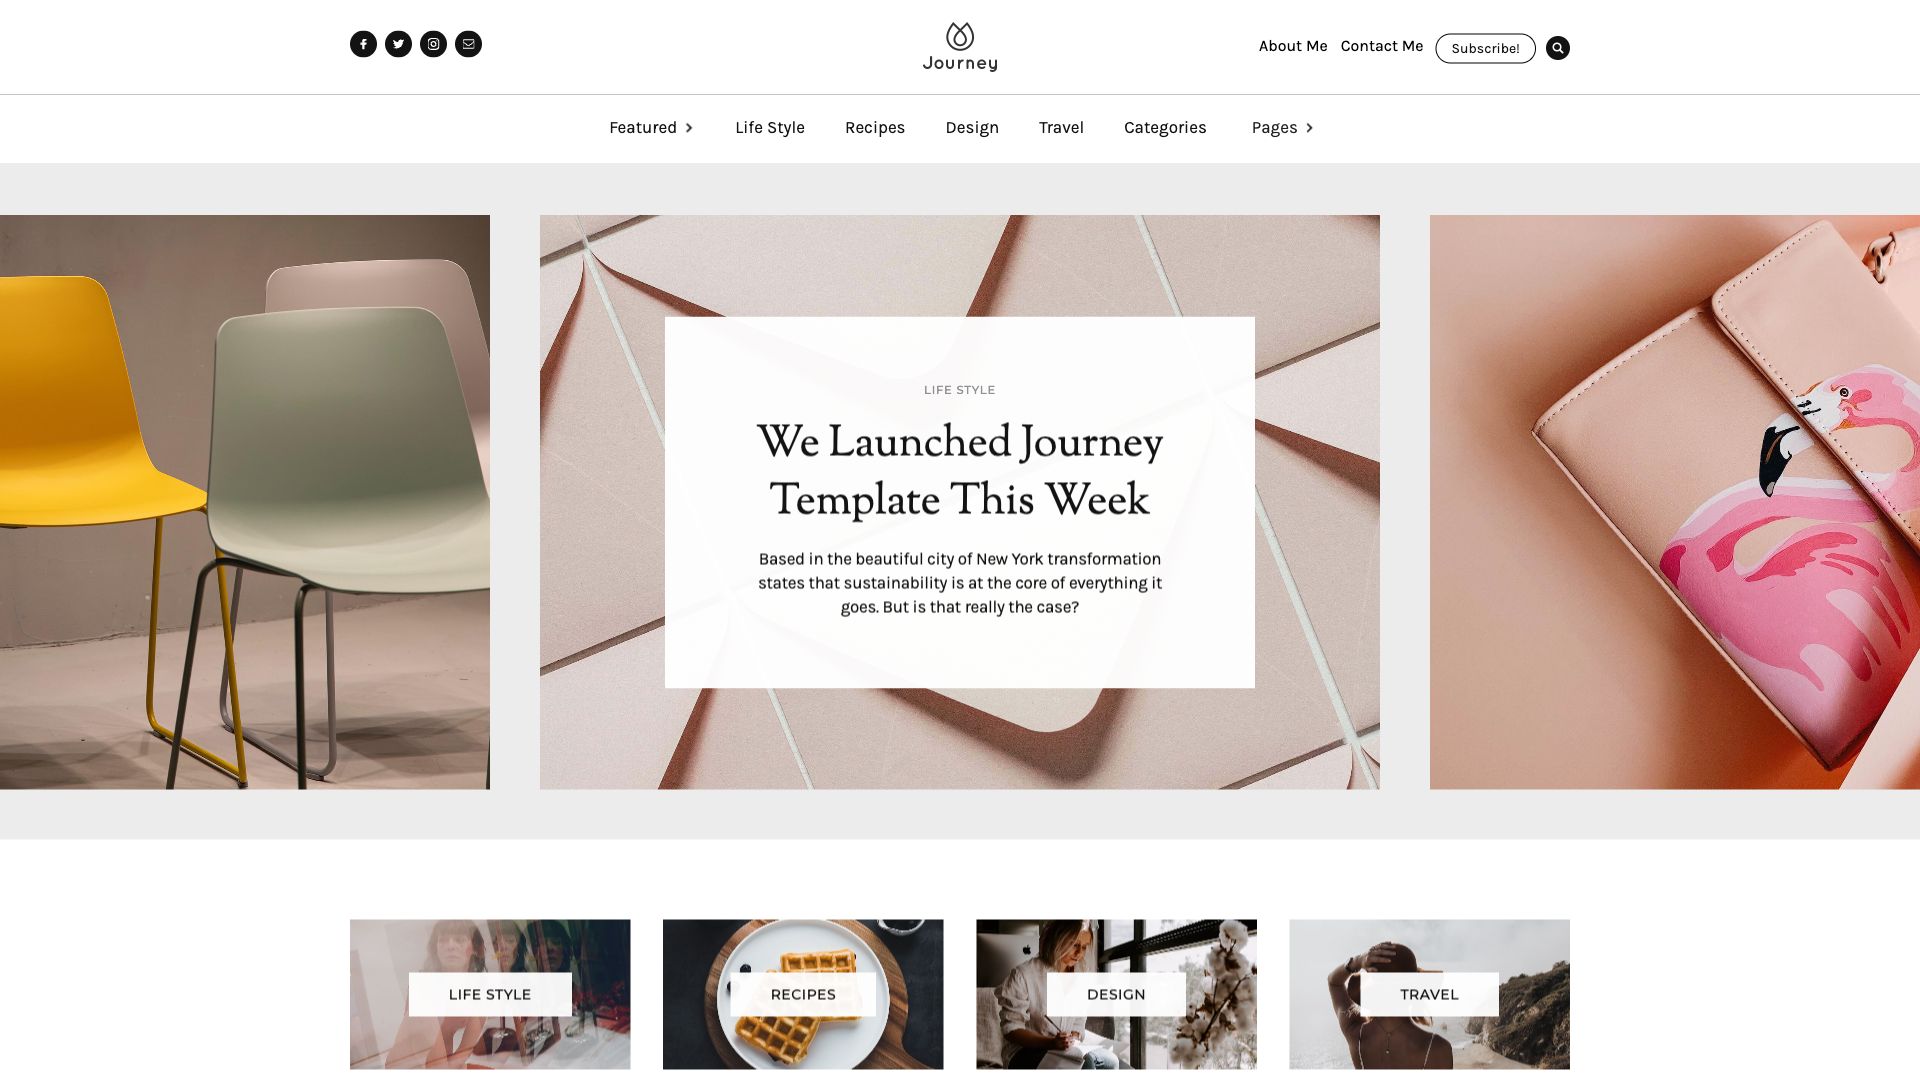 Journey
About Me
Contact Me
Subscribe!
Featured
Life Style
Recipes
Design
Travel
Categories
Pages
LIFE STYLE
We Launched Journey
Template This Week
Based in the beautiful city of New York transformation
states that sustainability is at the core of everything it
goes. But is that really the case?
LIFE STYLE
RECIPES
DESIGN
TRAVEL